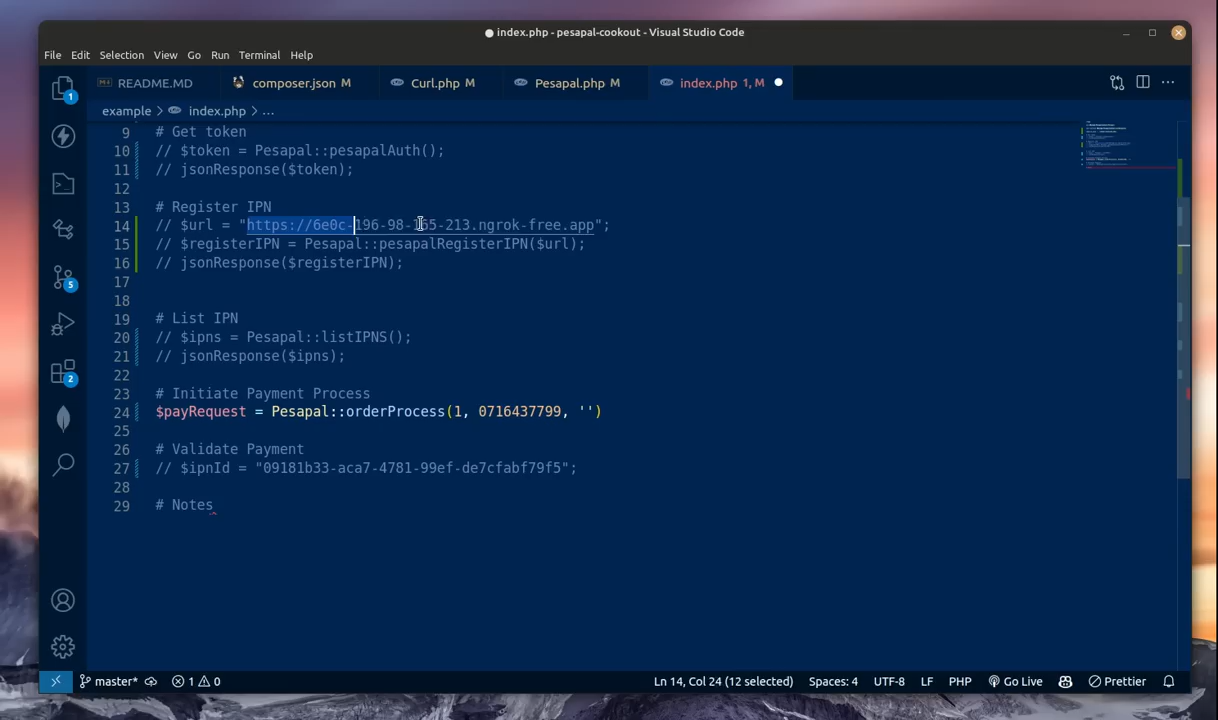 index.php - pesapal-cookout - Visual Studio Code
File Edit Selection View Go Run Terminal Help
README.MD composer.json M Curl.php M Pesapal.php M index.php 1, M
example > index.php > ...
9 # Get token
10 // $token = Pesapal::pesapalAuth();
11 // jsonResponse($token);
12
13 # Register IPN
14 // $url = "https://6e0c-196-98-165-213.ngrok-free.app";
15 // $registerIPN = Pesapal::pesapalRegisterIPN($url);
16 // jsonResponse($registerIPN);
17
18
19 # List IPN
20 // $ipns = Pesapal::listIPNS();
21 // jsonResponse($ipns);
22
23 # Initiate Payment Process
24 $payRequest = Pesapal::orderProcess(1, 0716437799, '')
25
26 # Validate Payment
27 // $ipnId = "09181b33-aca7-4781-99ef-de7cfabf79f5";
28
29 # Notes
1
5
2
master* 1 0 Ln 14, Col 24 (12 selected) Spaces: 4 UTF-8 LF PHP Go Live Prettier